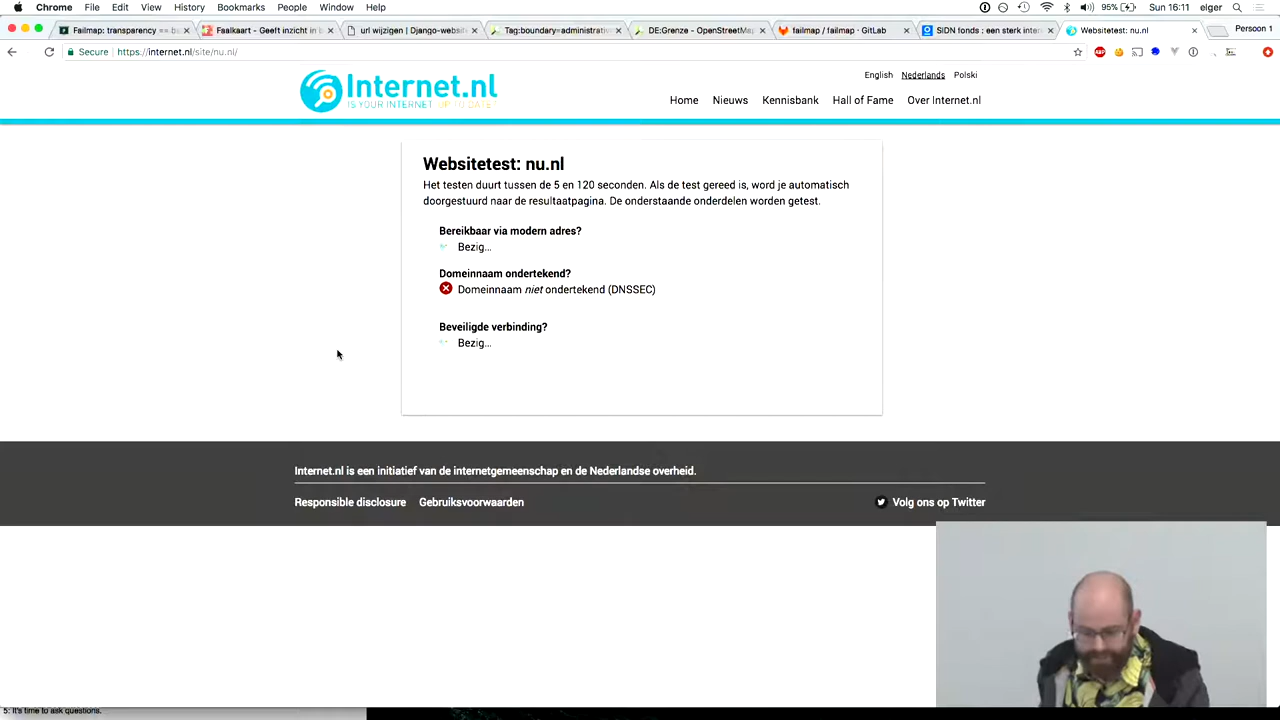 Chrome File Edit View History Bookmarks People Window Help 95% Sun 16:11 elger
Failmap: transparency == ba
Faalkaart - Geeft inzicht in b
url wijzigen | Django-websit
Tag:boundary=administrativ
DE:Grenze - OpenStreetMa
failmap / failmap · GitLab
SIDN fonds ; een sterk intern
Websitetest: nu.nl
Persoon 1
Secure https://internet.nl/site/nu.nl/
Internet.nl
IS YOUR INTERNET UP TO DATE?
English Nederlands Polski
Home Nieuws Kennisbank Hall of Fame Over Internet.nl
Websitetest: nu.nl
Het testen duurt tussen de 5 en 120 seconden. Als de test gereed is, word je automatisch
doorgestuurd naar de resultaatpagina. De onderstaande onderdelen worden getest.
Bereikbaar via modern adres?
Bezig...
Domeinnaam ondertekend?
Domeinnaam niet ondertekend (DNSSEC)
Beveiligde verbinding?
Bezig...
Internet.nl is een initiatief van de internetgemeenschap en de Nederlandse overheid.
Responsible disclosure Gebruiksvoorwaarden Volg ons op Twitter
5: It's time to ask questions.